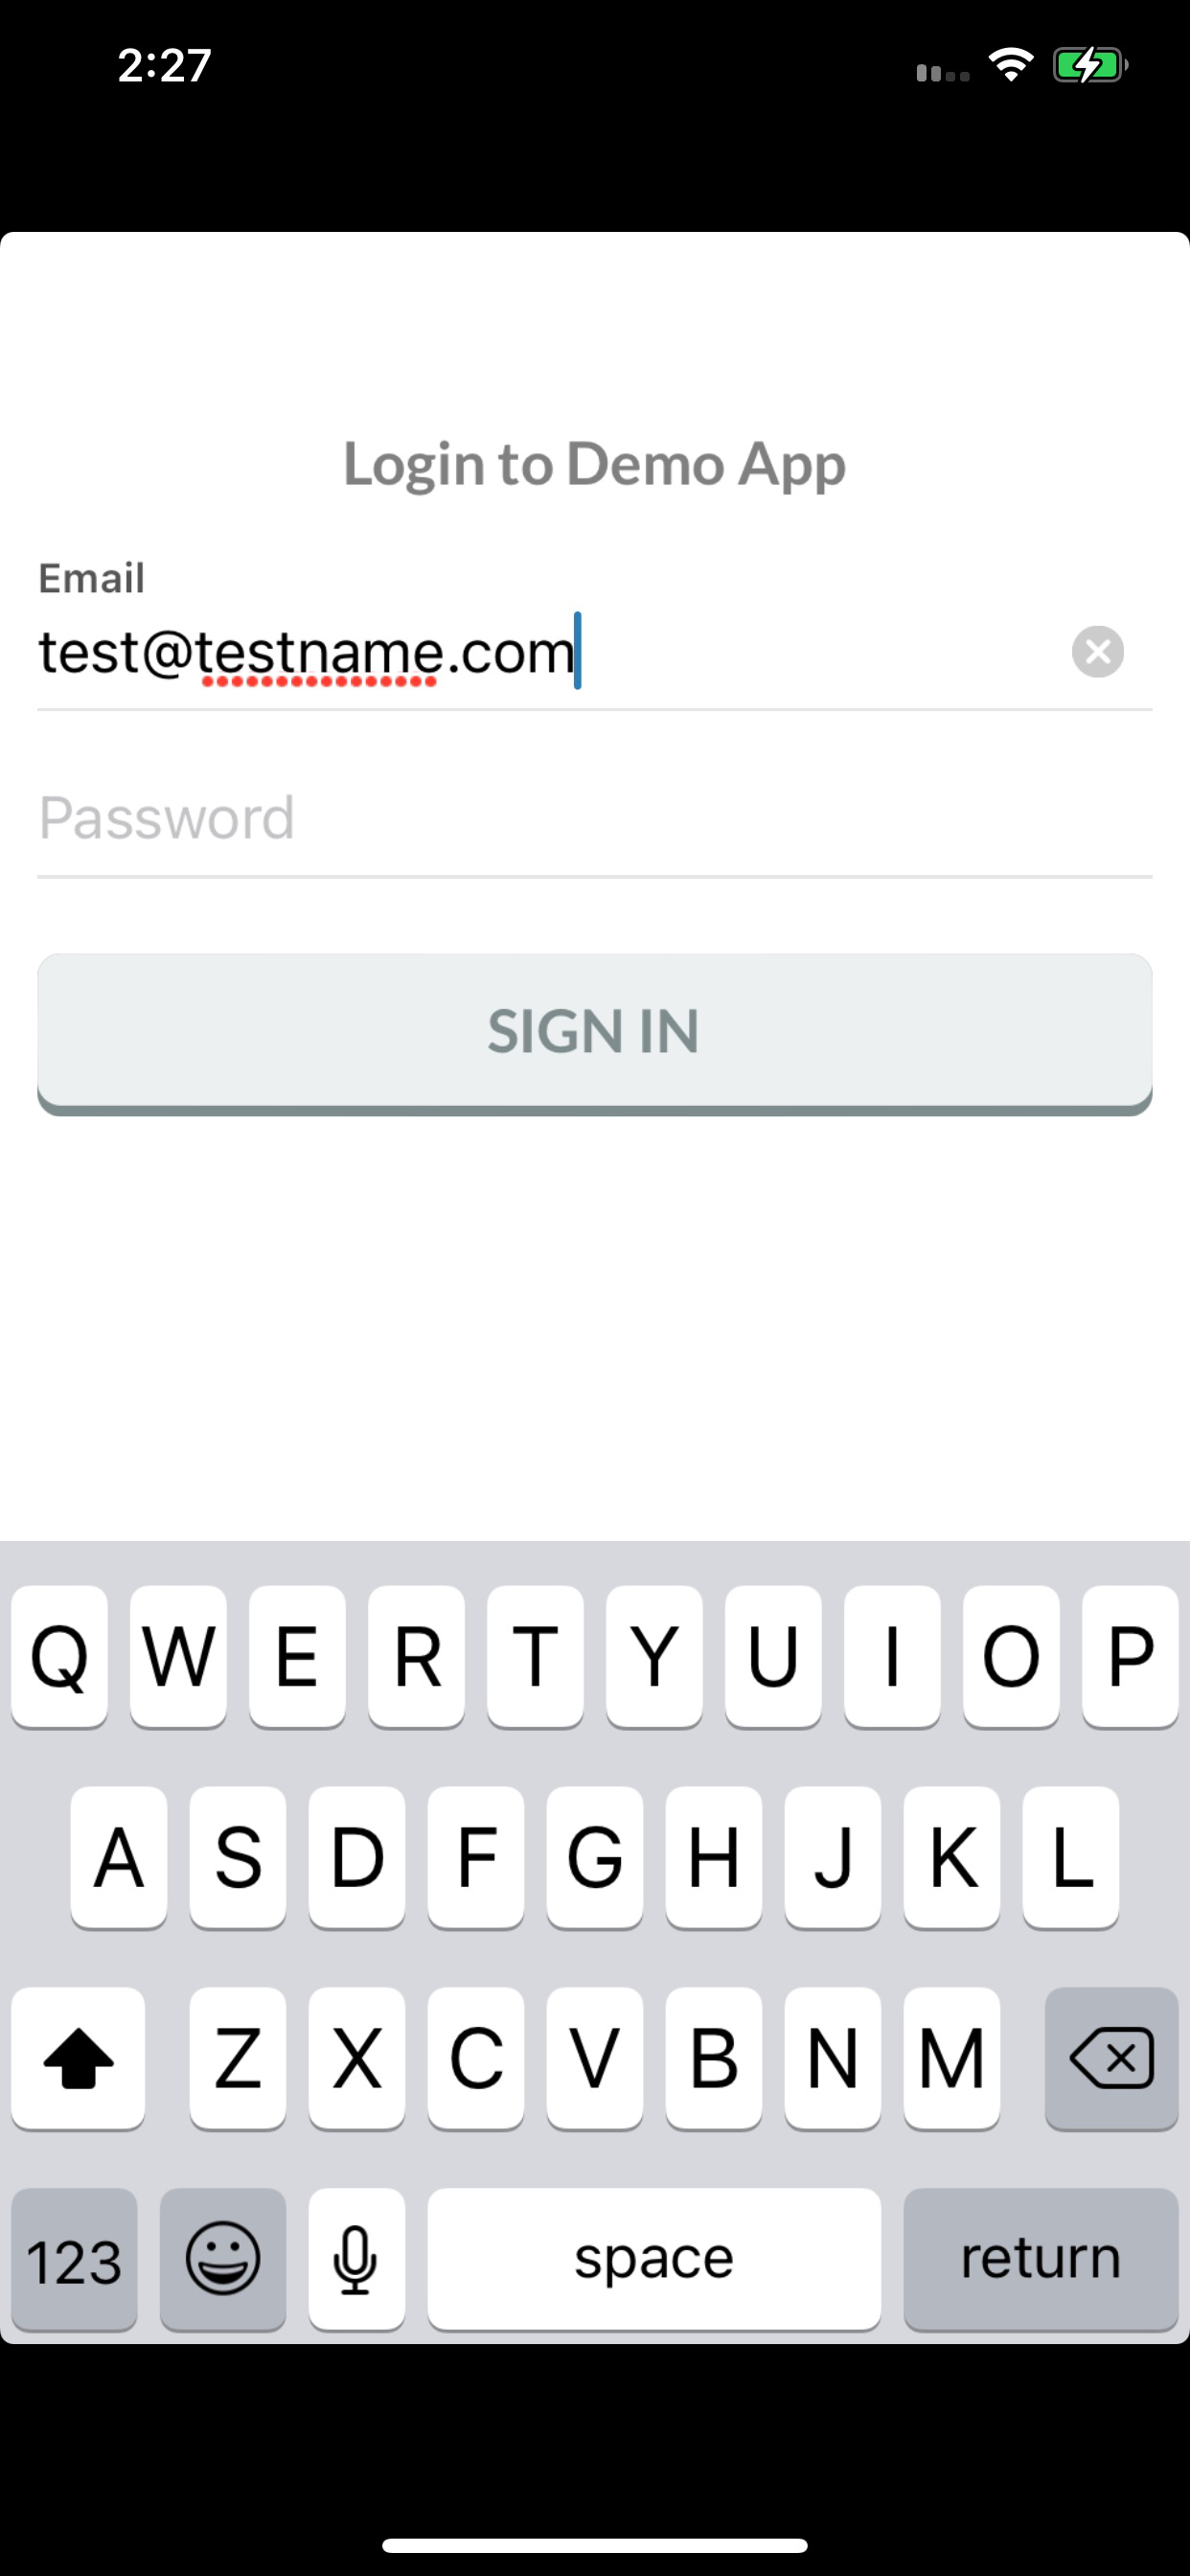 2:27
Login to Demo App
Email
test@testname.com
Password
SIGN IN
Q W E R T Y U I O P
A S D F G H J K L
Z X C V B N M
123 space return